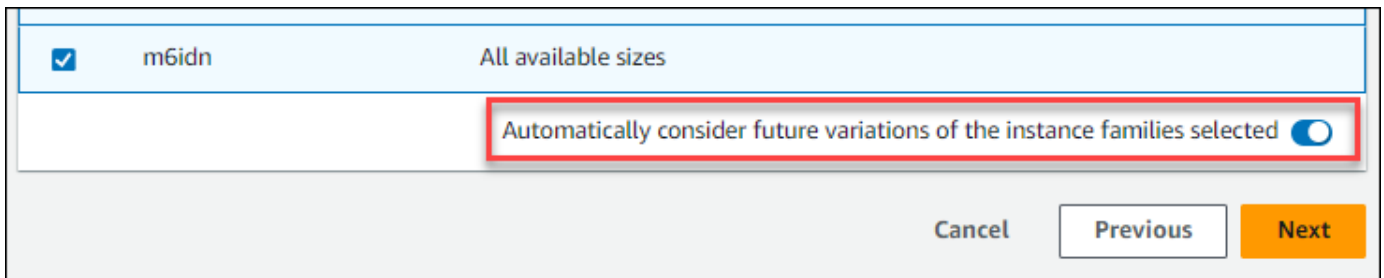 m6idn All available sizes
Automatically consider future variations of the instance families selected
Cancel Previous Next